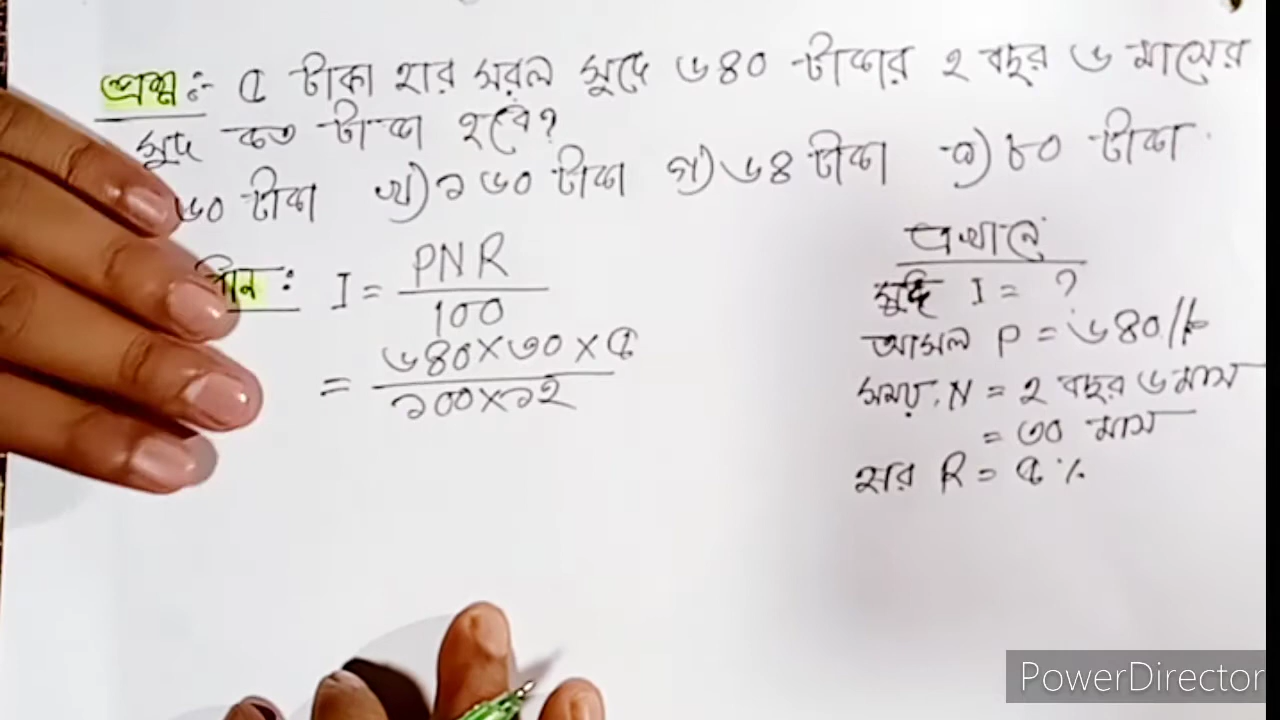 প্রশ্ন:- ৫ টাকা হার সরল সুদে ৬৪০ টাকার ২ বছর ৬ মাসের
সুদ কত টাকা হবে?
৬০ টাকা খ) ১৬০ টাকা গ) ৬৪ টাকা ঘ) ৮০ টাকা
ধান : I = PNR / 100
= ৬৪০×৩০×৫ / ১০০×১২
এখানে
সুদ I = ?
আসল P = ৬৪০/-
সময়, N = ২ বছর ৬ মাস
= ৩০ মাস
হার R = ৫%
PowerDirector